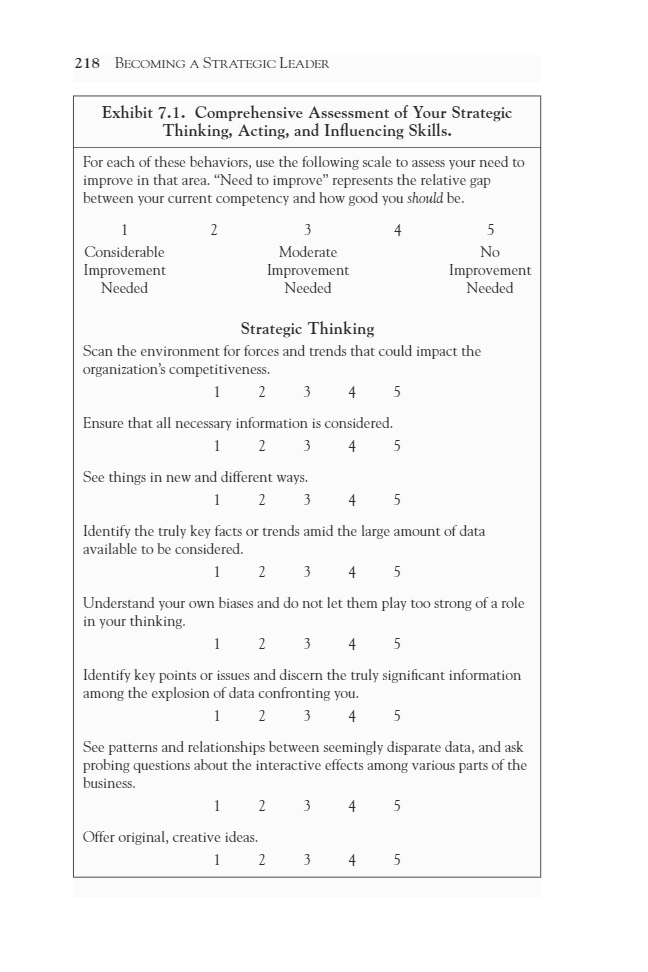 218 BECOMING A STRATEGIC LEADER
Exhibit 7.1. Comprehensive Assessment of Your Strategic
Thinking, Acting, and Influencing Skills.
For each of these behaviors, use the following scale to assess your need to
improve in that area. “Need to improve” represents the relative gap
between your current competency and how good you should be.
1 2 3 4 5
Considerable Moderate No
Improvement Improvement Improvement
Needed Needed Needed
Strategic Thinking
Scan the environment for forces and trends that could impact the
organization’s competitiveness.
1 2 3 4 5
Ensure that all necessary information is considered.
1 2 3 4 5
See things in new and different ways.
1 2 3 4 5
Identify the truly key facts or trends amid the large amount of data
available to be considered.
1 2 3 4 5
Understand your own biases and do not let them play too strong of a role
in your thinking.
1 2 3 4 5
Identify key points or issues and discern the truly significant information
among the explosion of data confronting you.
1 2 3 4 5
See patterns and relationships between seemingly disparate data, and ask
probing questions about the interactive effects among various parts of the
business.
1 2 3 4 5
Offer original, creative ideas.
1 2 3 4 5